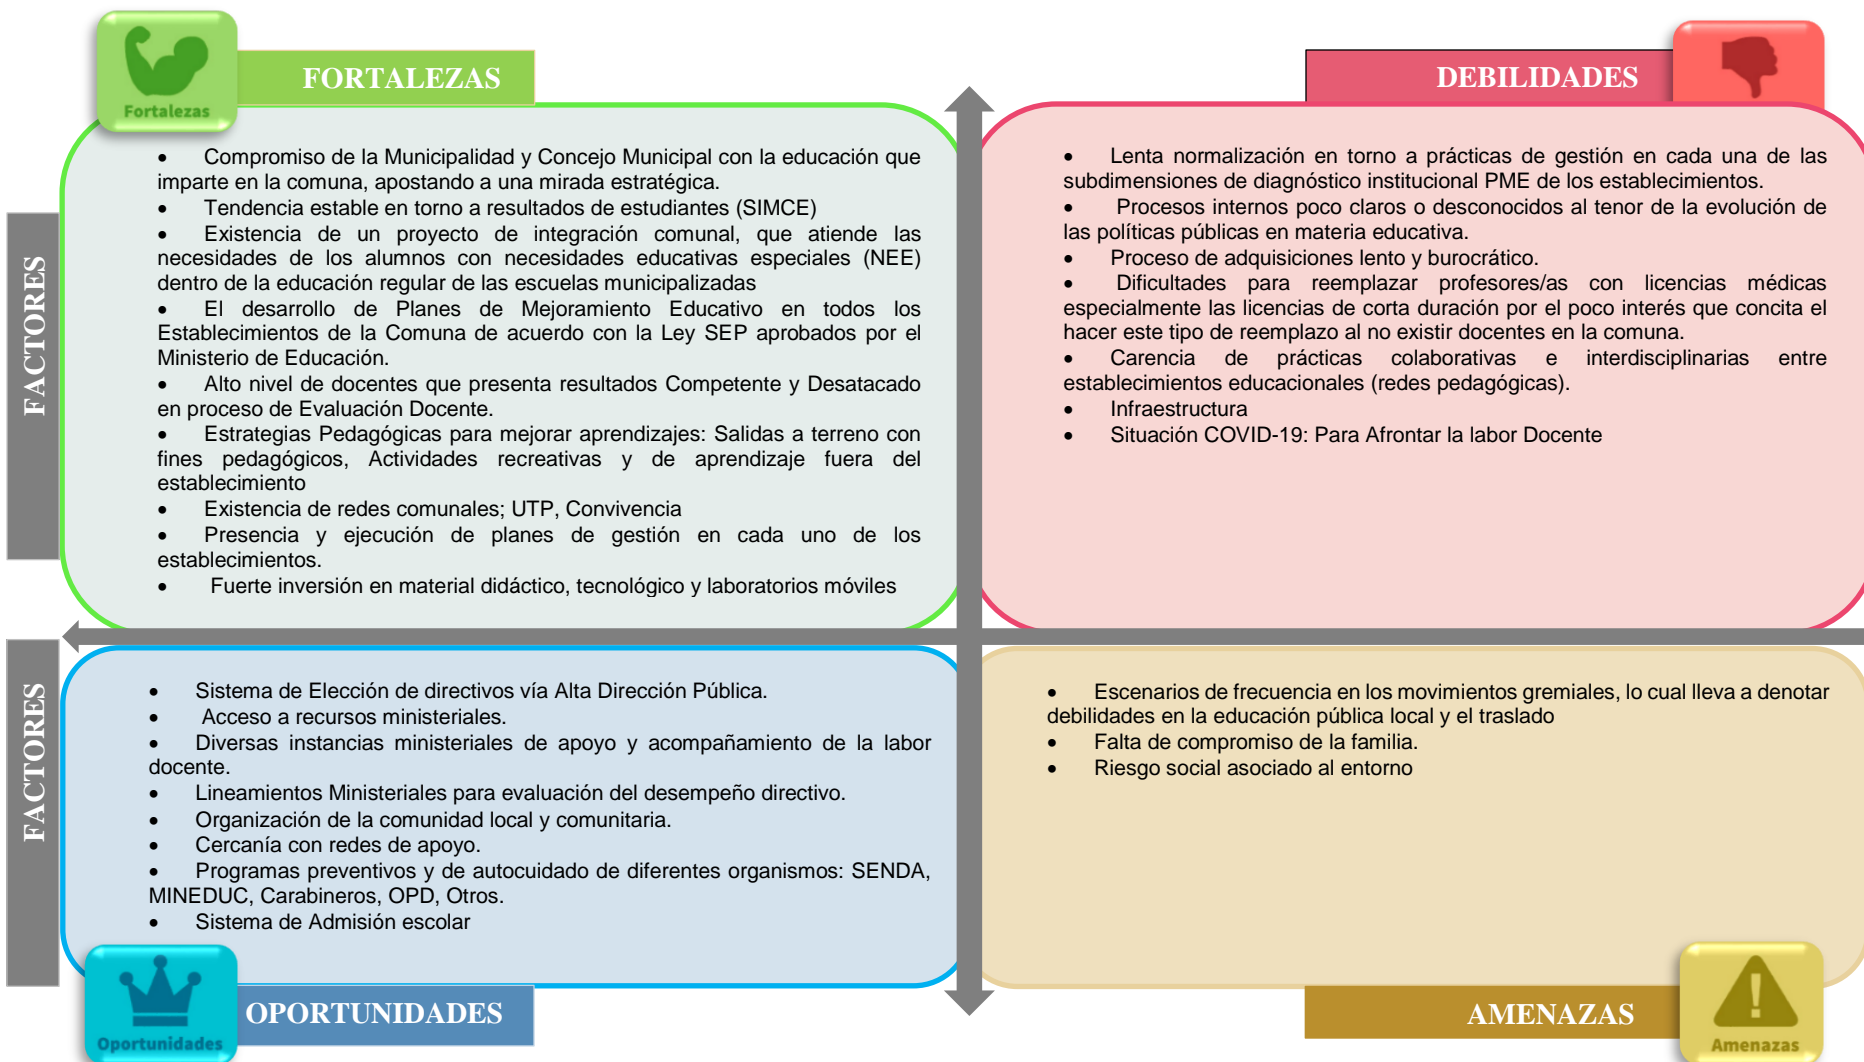 Fortalezas
FORTALEZAS
FACTORES
• Compromiso de la Municipalidad y Concejo Municipal con la educación que
imparte en la comuna, apostando a una mirada estratégica.
• Tendencia estable en torno a resultados de estudiantes (SIMCE)
• Existencia de un proyecto de integración comunal, que atiende las
necesidades de los alumnos con necesidades educativas especiales (NEE)
dentro de la educación regular de las escuelas municipalizadas
• El desarrollo de Planes de Mejoramiento Educativo en todos los
Establecimientos de la Comuna de acuerdo con la Ley SEP aprobados por el
Ministerio de Educación.
• Alto nivel de docentes que presenta resultados Competente y Desatacado
en proceso de Evaluación Docente.
• Estrategias Pedagógicas para mejorar aprendizajes: Salidas a terreno con
fines pedagógicos, Actividades recreativas y de aprendizaje fuera del
establecimiento
• Existencia de redes comunales; UTP, Convivencia
• Presencia y ejecución de planes de gestión en cada uno de los
establecimientos.
• Fuerte inversión en material didáctico, tecnológico y laboratorios móviles
DEBILIDADES
• Lenta normalización en torno a prácticas de gestión en cada una de las
subdimensiones de diagnóstico institucional PME de los establecimientos.
• Procesos internos poco claros o desconocidos al tenor de la evolución de
las políticas públicas en materia educativa.
• Proceso de adquisiciones lento y burocrático.
• Dificultades para reemplazar profesores/as con licencias médicas
especialmente las licencias de corta duración por el poco interés que concita el
hacer este tipo de reemplazo al no existir docentes en la comuna.
• Carencia de prácticas colaborativas e interdisciplinarias entre
establecimientos educacionales (redes pedagógicas).
• Infraestructura
• Situación COVID-19: Para Afrontar la labor Docente
FACTORES
• Sistema de Elección de directivos vía Alta Dirección Pública.
• Acceso a recursos ministeriales.
• Diversas instancias ministeriales de apoyo y acompañamiento de la labor
docente.
• Lineamientos Ministeriales para evaluación del desempeño directivo.
• Organización de la comunidad local y comunitaria.
• Cercanía con redes de apoyo.
• Programas preventivos y de autocuidado de diferentes organismos: SENDA,
MINEDUC, Carabineros, OPD, Otros.
• Sistema de Admisión escolar
Oportunidades
OPORTUNIDADES
• Escenarios de frecuencia en los movimientos gremiales, lo cual lleva a denotar
debilidades en la educación pública local y el traslado
• Falta de compromiso de la familia.
• Riesgo social asociado al entorno
AMENAZAS
Amenazas